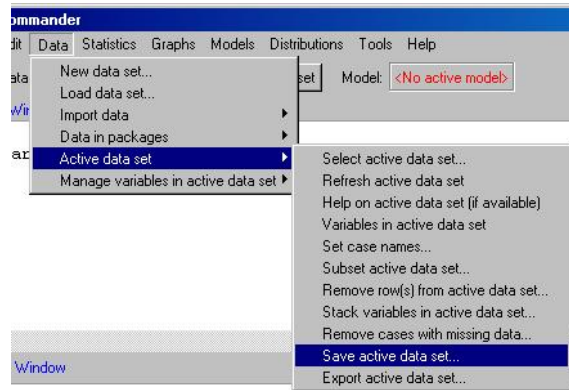 ommander
dit Data Statistics Graphs Models Distributions Tools Help
ata
New data set...
set Model: <No active model>
Load data set...
Wir
Import data
Data in packages
ar
Active data set
Manage variables in active data set
Select active data set...
Refresh active data set
Help on active data set (if available)
Variables in active data set
Set case names...
Subset active data set...
Remove row(s) from active data set...
Stack variables in active data set...
Remove cases with missing data...
Save active data set...
Export active data set...
Window